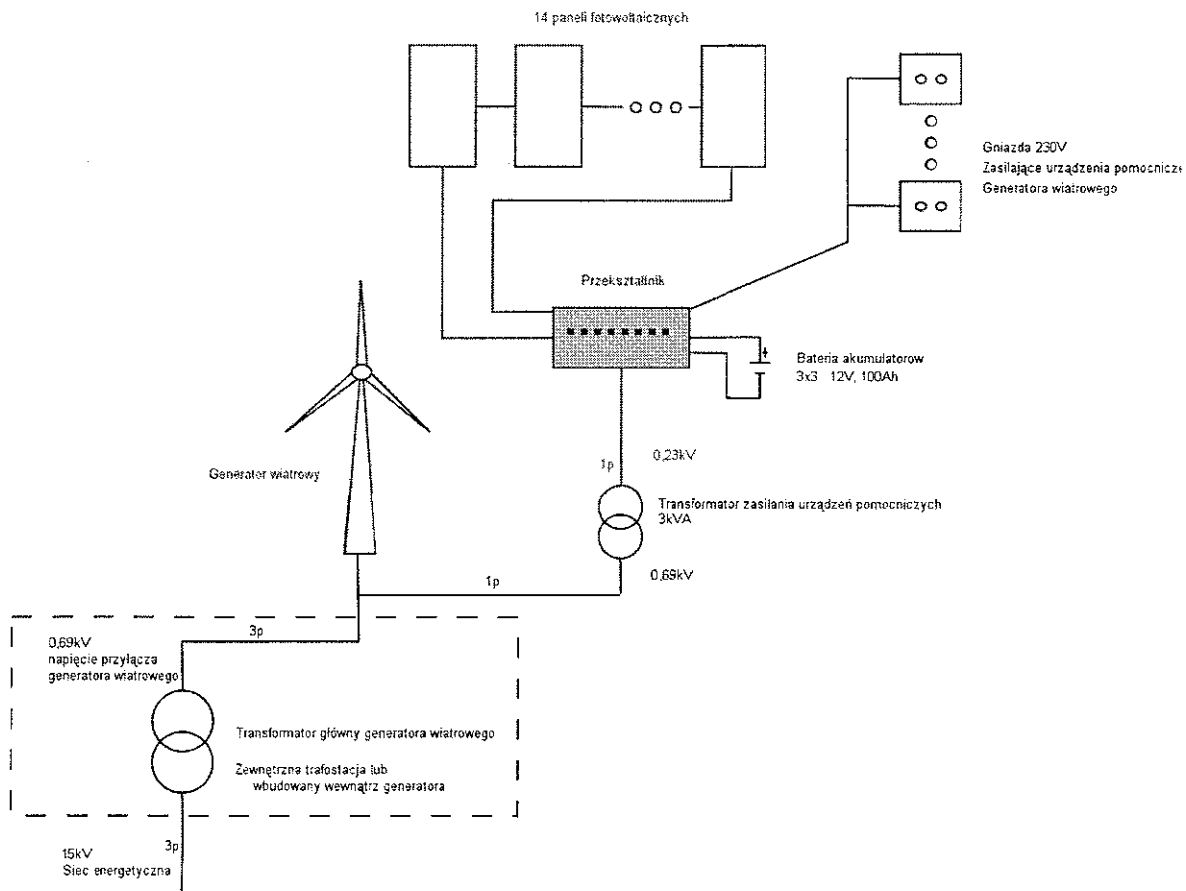 14 paneli fotowoltaicznych
Gniazda 230V
Zasilające urządzenia pomocnicze
Generatora wiatrowego
Przekształtnik
Bateria akumulatorow
3x3 12V, 100Ah
Generator wiatrowy
1p
0,23kV
Transformator zasilania urządzeń pomocniczych
3kVA
0,69kV
1p
3p
0,69kV
napięcie przyłącza
generatora wiatrowego
Transformator główny generatora wiatrowego
Zewnętrzna trafostacja lub
wbudowany wewnątrz generatora
3p
15kV
Siec energetyczna